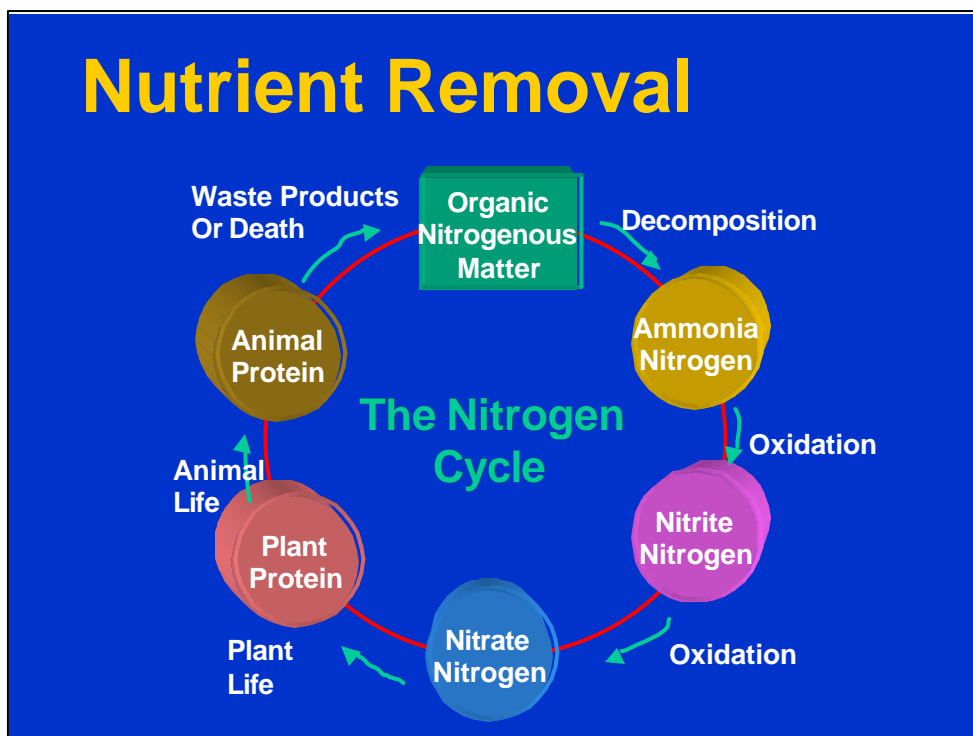 Nutrient Removal
Waste Products
Or Death
Organic
Nitrogenous
Matter
Decomposition
Animal
Protein
Ammonia
Nitrogen
The Nitrogen
Cycle
Oxidation
Animal
Life
Plant
Protein
Nitrite
Nitrogen
Plant
Life
Nitrate
Nitrogen
Oxidation